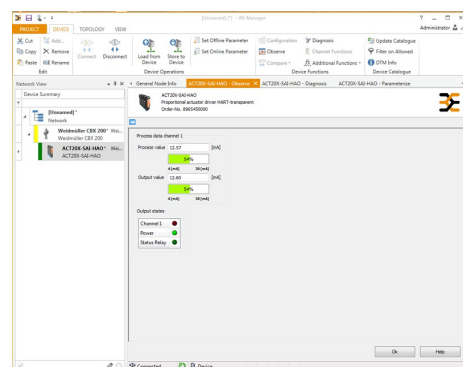 [Unnamed] (*) - WI-Manager
PROJECT DEVICE TOPOLOGY VIEW Administrator
Cut Add...
Copy Remove
Paste Rename
Edit
Connect Disconnect
Load from Device Store to Device
Device Operations
Set Offline Parameter
Set Online Parameter
Configuration Diagnosis
Observe Channel Functions
Compare Additional Functions
Device Functions
Update Catalogue
Filter on Allowed
DTM Info
Device Catalogue
Network View
Device Summary
[Unnamed] *
Network
Weidmüller CBX 200* Wei...
Weidmüller CBX 200
ACT20X-SAI-HAO* Wei...
ACT20X-SAI-HAO
General Node Info ACT20X-SAI-HAO - Observe ACT20X-SAI-HAO - Diagnosis ACT20X-SAI-HAO - Parameterize
ACT20X-SAI-HAO
Proportional actuator driver HART-transparent
Order-No. 8965450000
Process data channel 1
Process value 12.57 [mA]
54%
4 [mA] 20 [mA]
Output value 12.60 [mA]
54%
4 [mA] 20 [mA]
Output states
Channel 1
Power
Status Relay
Ok Help
Connected Device